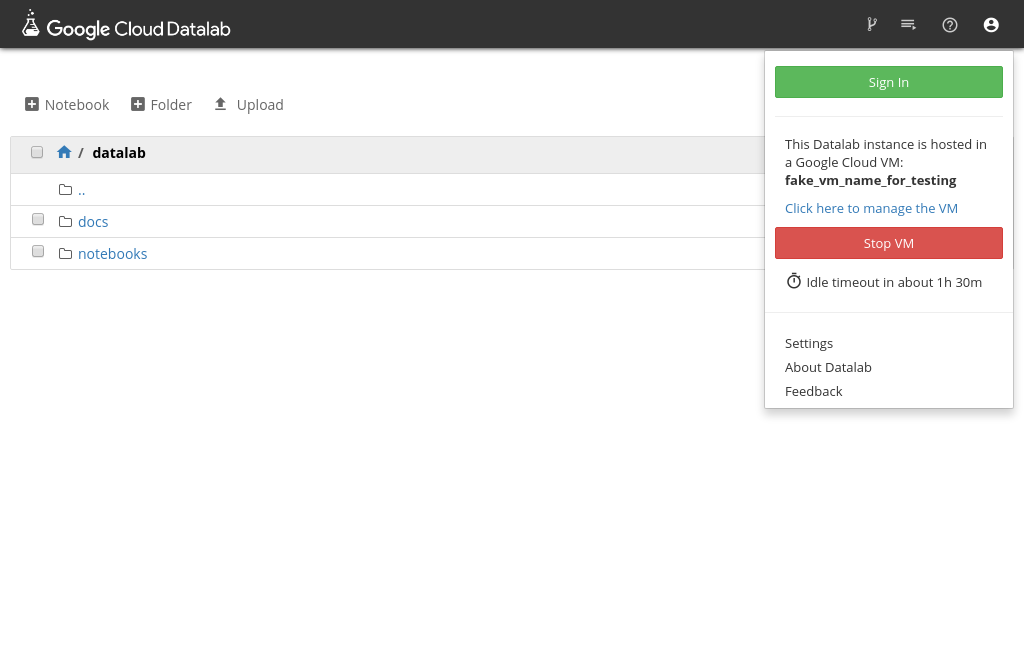 Google Cloud Datalab
Notebook Folder Upload
/ datalab
..
docs
notebooks
Sign In
This Datalab instance is hosted in
a Google Cloud VM:
fake_vm_name_for_testing
Click here to manage the VM
Stop VM
Idle timeout in about 1h 30m
Settings
About Datalab
Feedback